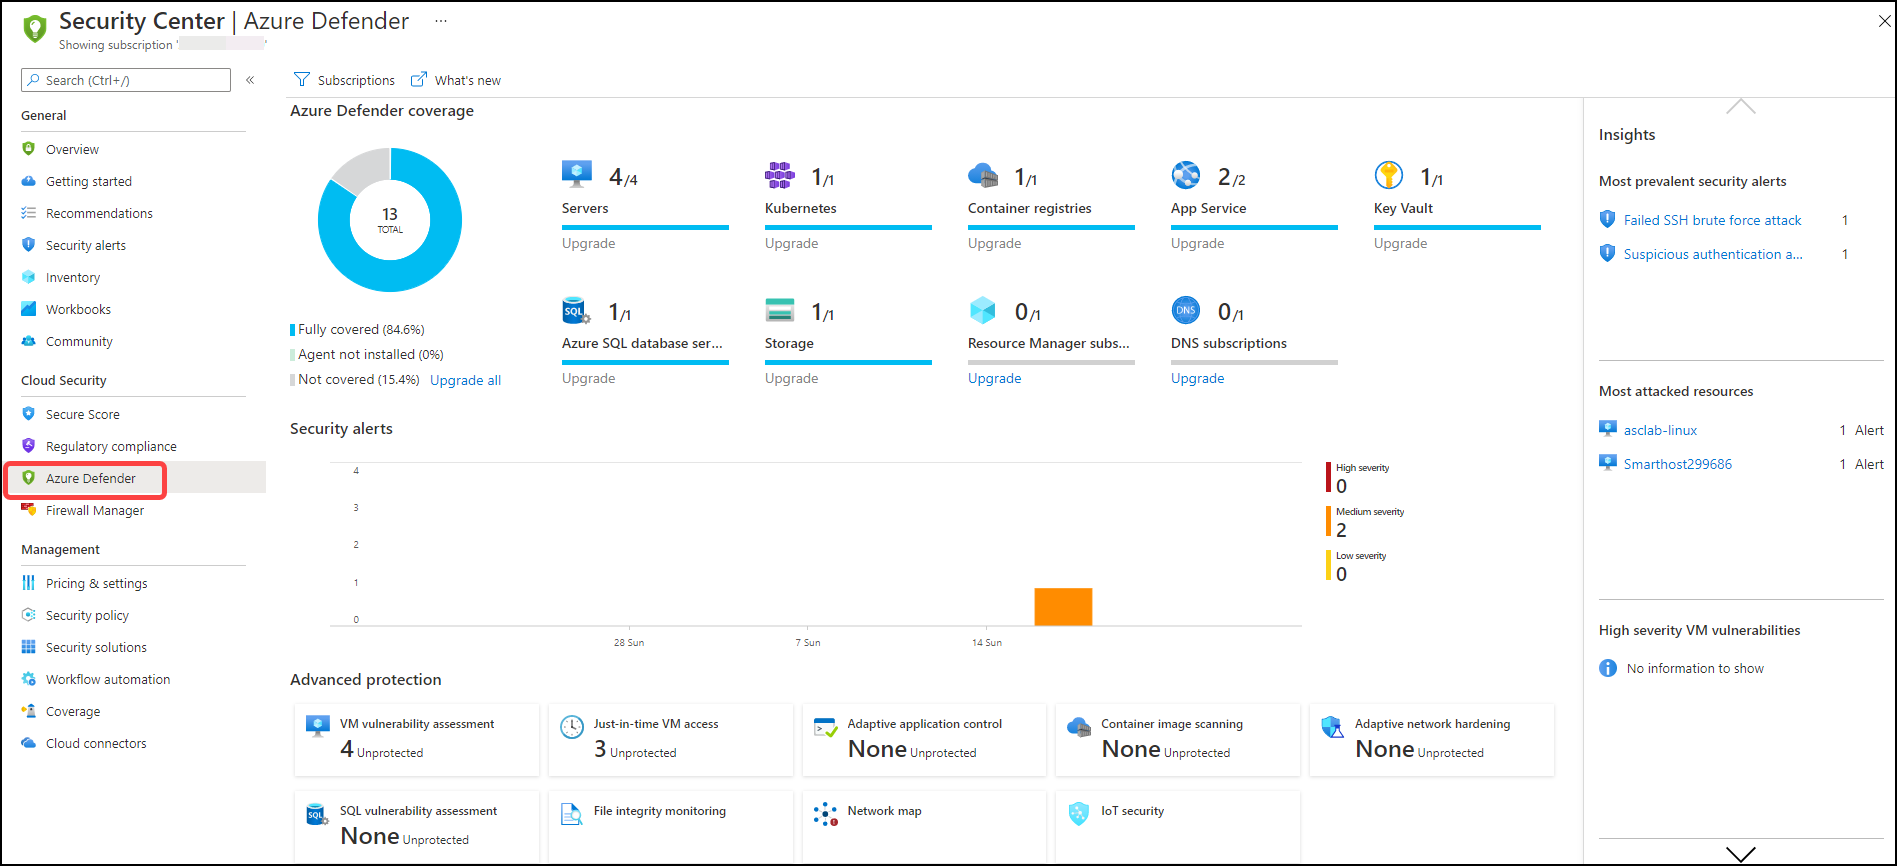 Security Center | Azure Defender ...
Showing subscription ' '
Search (Ctrl+/)
«
General
Overview
Getting started
Recommendations
Security alerts
Inventory
Workbooks
Community
Cloud Security
Secure Score
Regulatory compliance
Azure Defender
Firewall Manager
Management
Pricing & settings
Security policy
Security solutions
Workflow automation
Coverage
Cloud connectors
Subscriptions
What's new
Azure Defender coverage
13
TOTAL
Fully covered (84.6%)
Agent not installed (0%)
Not covered (15.4%) Upgrade all
4/4
Servers
Upgrade
1/1
Kubernetes
Upgrade
1/1
Container registries
Upgrade
2/2
App Service
Upgrade
1/1
Key Vault
Upgrade
SQL
1/1
Azure SQL database ser...
Upgrade
1/1
Storage
Upgrade
0/1
Resource Manager subs...
Upgrade
DNS
0/1
DNS subscriptions
Upgrade
Security alerts
4
3
2
1
0
28 Sun
7 Sun
14 Sun
High severity
0
Medium severity
2
Low severity
0
Advanced protection
VM vulnerability assessment
4 Unprotected
Just-in-time VM access
3 Unprotected
Adaptive application control
None Unprotected
Container image scanning
None Unprotected
Adaptive network hardening
None Unprotected
SQL
SQL vulnerability assessment
None Unprotected
File integrity monitoring
Network map
IoT security
Insights
Most prevalent security alerts
Failed SSH brute force attack 1
Suspicious authentication a... 1
Most attacked resources
asclab-linux 1 Alert
Smarthost299686 1 Alert
High severity VM vulnerabilities
No information to show